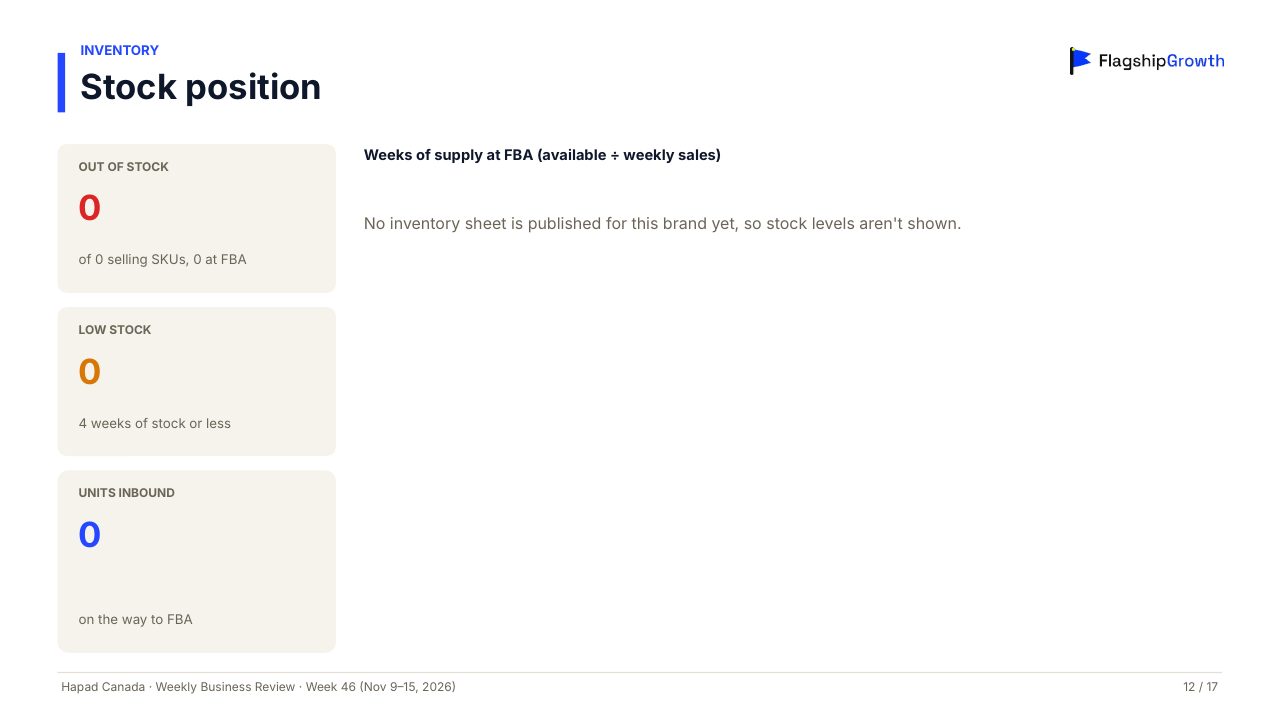 INVENTORY
Stock position
FlagshipGrowth
OUT OF STOCK
0
of 0 selling SKUs, 0 at FBA
LOW STOCK
0
4 weeks of stock or less
UNITS INBOUND
0
on the way to FBA
Weeks of supply at FBA (available ÷ weekly sales)
No inventory sheet is published for this brand yet, so stock levels aren't shown.
Hapad Canada · Weekly Business Review · Week 46 (Nov 9–15, 2026)
12 / 17